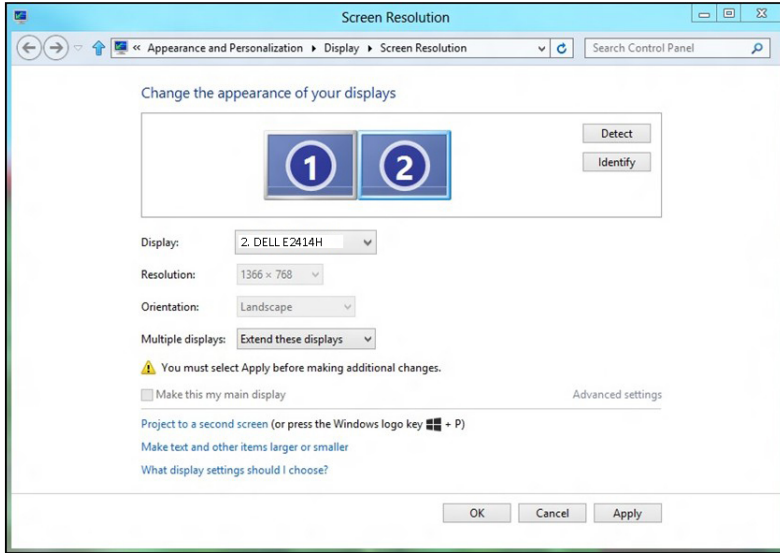 Screen Resolution
« Appearance and Personalization ▸ Display ▸ Screen Resolution Search Control Panel
Change the appearance of your displays
1 2
Detect
Identify
Display: 2. DELL E2414H
Resolution: 1366 × 768
Orientation: Landscape
Multiple displays: Extend these displays
You must select Apply before making additional changes.
Make this my main display Advanced settings
Project to a second screen (or press the Windows logo key + P)
Make text and other items larger or smaller
What display settings should I choose?
OK Cancel Apply